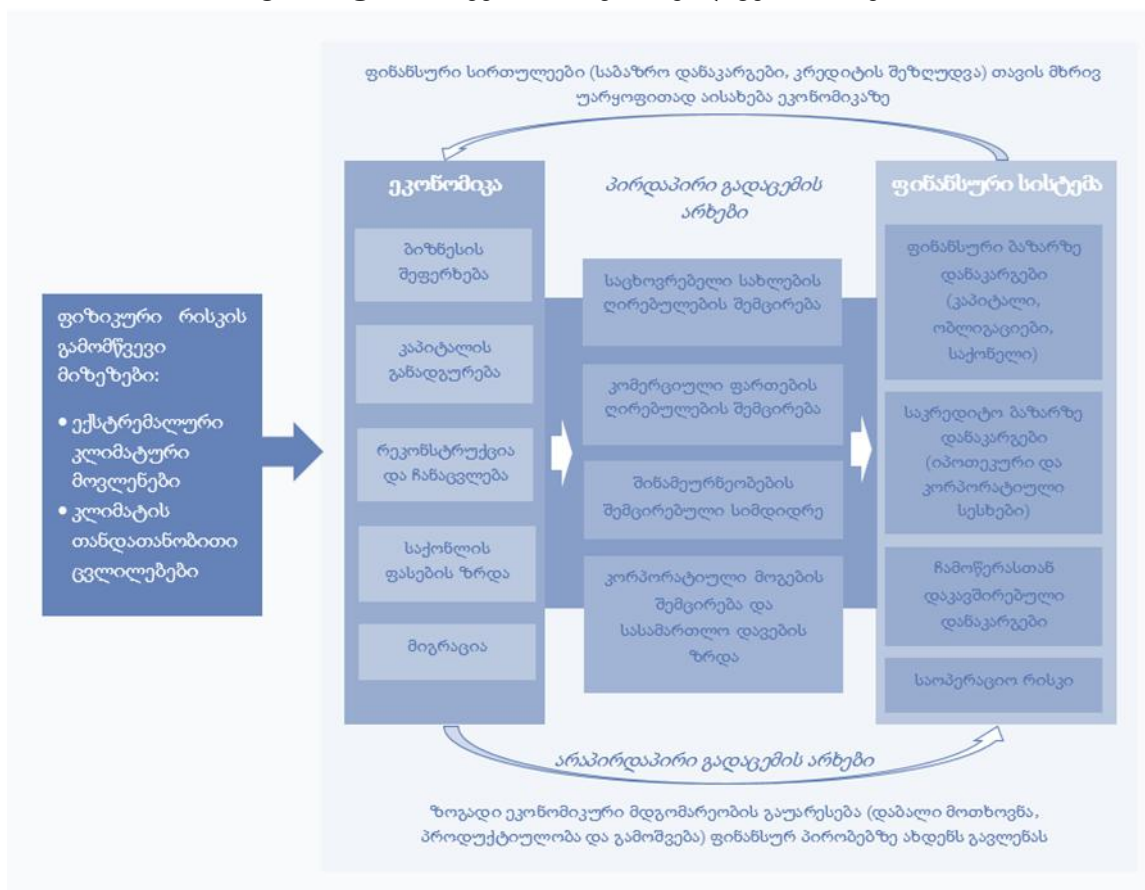 ფინანსური სირთულეები (საბაზრო დანაკარგები, კრედიტის შეზღუდვა) თავის მხრივ
უარყოფითად აისახება ეკონომიკაზე
ფიზიკური რისკის
გამომწვევი
მიზეზები:
• ექსტრემალური
კლიმატური
მოვლენები
• კლიმატის
თანდათანობითი
ცვლილებები
ეკონომიკა
ბიზნესის
შეფერხება
კაპიტალის
განადგურება
რეკონსტრუქცია
და ჩანაცვლება
საქონლის
ფასების ზრდა
მიგრაცია
პირდაპირი გადაცემის
არხები
საცხოვრებელი სახლების
ღირებულების შემცირება
კომერციული ფართების
ღირებულების შემცირება
შინამეურნეობების
შემცირებული სიმდიდრე
კორპორატიული მოგების
შემცირება და
სასამართლო დავების
ზრდა
ფინანსური სისტემა
ფინანსური ბაზარზე
დანაკარგები
(კაპიტალი,
ობლიგაციები,
საქონელი)
საკრედიტო ბაზარზე
დანაკარგები
(იპოთეკური და
კორპორატიული
სესხები)
ჩამოწერასთან
დაკავშირებული
დანაკარგები
საოპერაციო რისკი
არაპირდაპირი გადაცემის არხები
ზოგადი ეკონომიკური მდგომარეობის გაუარესება (დაბალი მოთხოვნა,
პროდუქტიულობა და გამოშვება) ფინანსურ პირობებზე ახდენს გავლენას